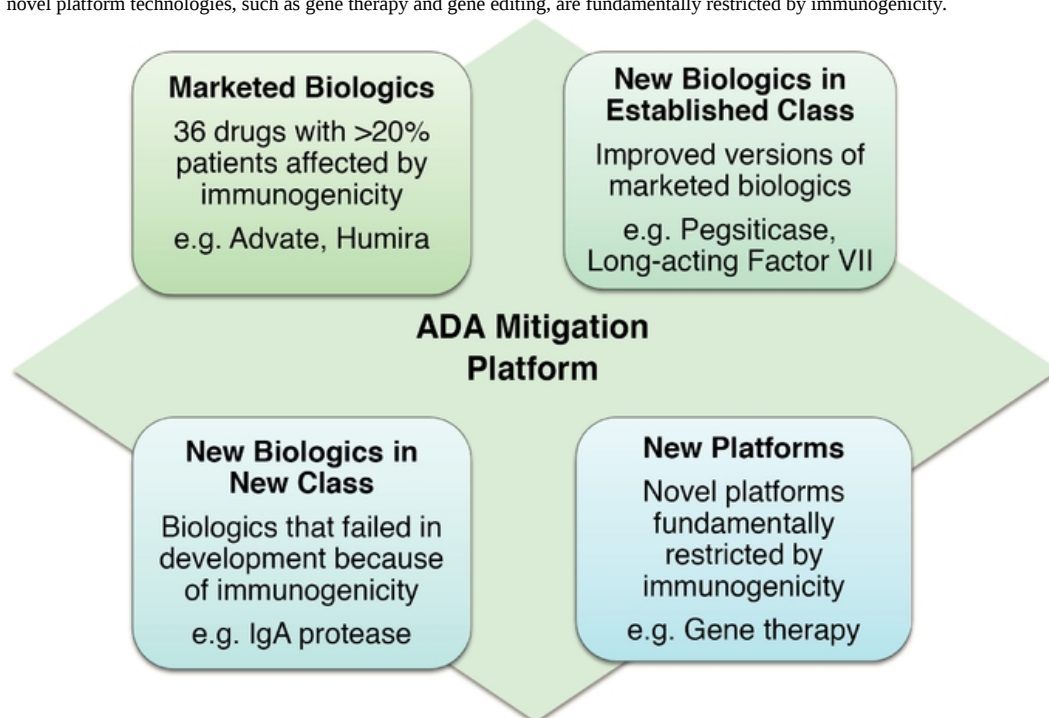 novel platform technologies, such as gene therapy and gene editing, are fundamentally restricted by immunogenicity.
Marketed Biologics
36 drugs with >20%
patients affected by
immunogenicity
e.g. Advate, Humira
New Biologics in
Established Class
Improved versions of
marketed biologics
e.g. Pegsiticase,
Long-acting Factor VII
ADA Mitigation
Platform
New Biologics in
New Class
Biologics that failed in
development because
of immunogenicity
e.g. IgA protease
New Platforms
Novel platforms
fundamentally
restricted by
immunogenicity
e.g. Gene therapy